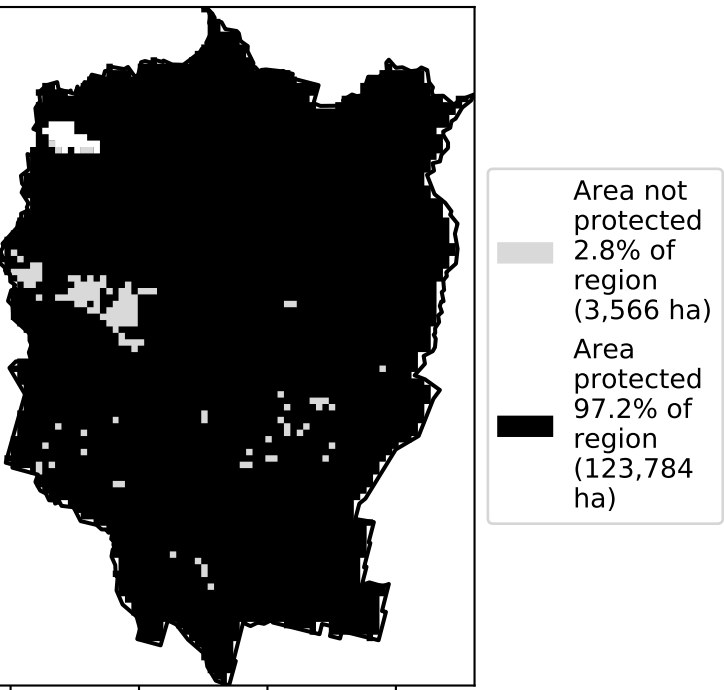 Area not
protected
2.8% of
region
(3,566 ha)
Area
protected
97.2% of
region
(123,784
ha)